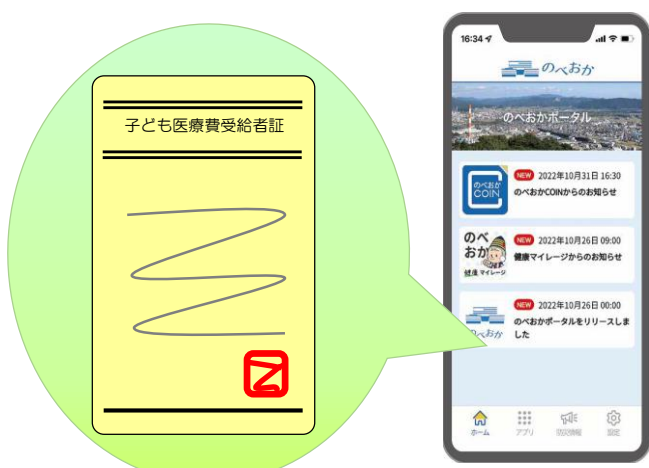 子ども医療費受給者証
16:34
のべおか
のべおかポータル
のべおか
COIN
NEW 2022年10月31日 16:30
のべおかCOINからのお知らせ
のべ
おか
健康マイレージ
NEW 2022年10月26日 09:00
健康マイレージからのお知らせ
のべおか
NEW 2022年10月26日 00:00
のべおかポータルをリリースしま
した
ホーム
アプリ
防災情報
設定